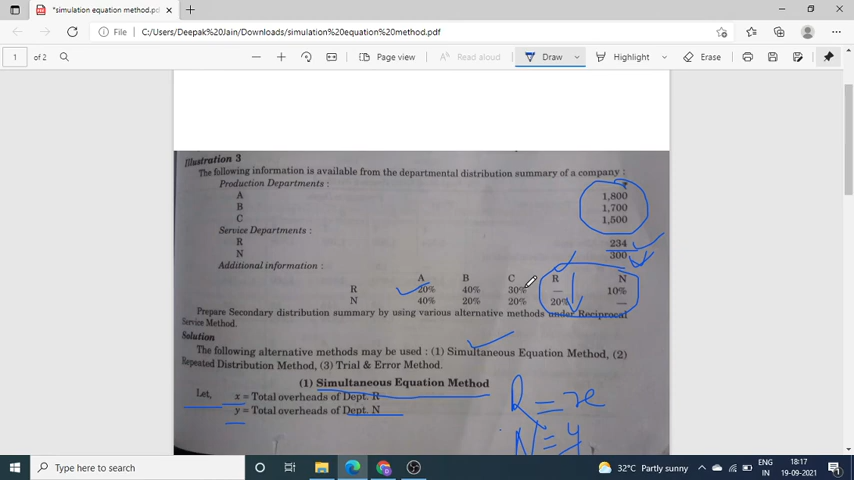 *simulation equation method.pdf
File
C:/Users/Deepak%20Jain/Downloads/simulation%20equation%20method.pdf
1 of 2
Page view
Read aloud
Draw
Highlight
Erase
Illustration 3
The following information is available from the departmental distribution summary of a company :
Production Departments : ₹
A 1,800
B 1,700
C 1,500
Service Departments :
R 234
N 300
Additional information :
A B C R N
R 20% 40% 30% — 10%
N 40% 20% 20% 20% —
Prepare Secondary distribution summary by using various alternative methods under Reciprocal
Service Method.
Solution
The following alternative methods may be used : (1) Simultaneous Equation Method, (2)
Repeated Distribution Method, (3) Trial & Error Method.
(1) Simultaneous Equation Method
Let, x = Total overheads of Dept. R
y = Total overheads of Dept. N
R = x
N = y
Type here to search
32°C Partly sunny
ENG
IN
18:17
19-09-2021